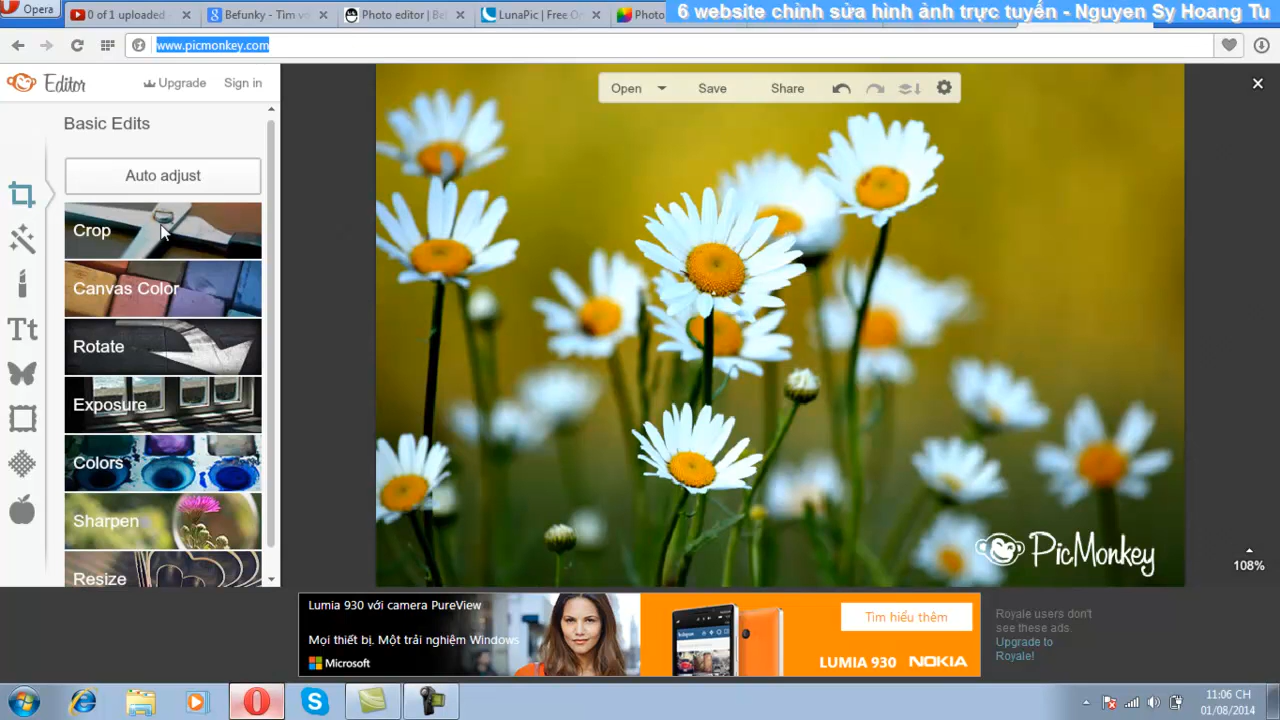 Opera
0 of 1 uploaded -
Befunky - Tìm v
Photo editor | Be
LunaPic | Free O
Photo
6 website chỉnh sửa hình ảnh trực tuyến - Nguyen Sy Hoang Tu
www.picmonkey.com
Editor
Upgrade
Sign in
Open
Save
Share
Basic Edits
Auto adjust
Crop
Canvas Color
Rotate
Exposure
Colors
Sharpen
Resize
PicMonkey
108%
Lumia 930 với camera PureView
Mọi thiết bị. Một trải nghiệm Windows
Microsoft
Tìm hiểu thêm
LUMIA 930 NOKIA
Royale users don't
see these ads.
Upgrade to
Royale!
11:06 CH
01/08/2014